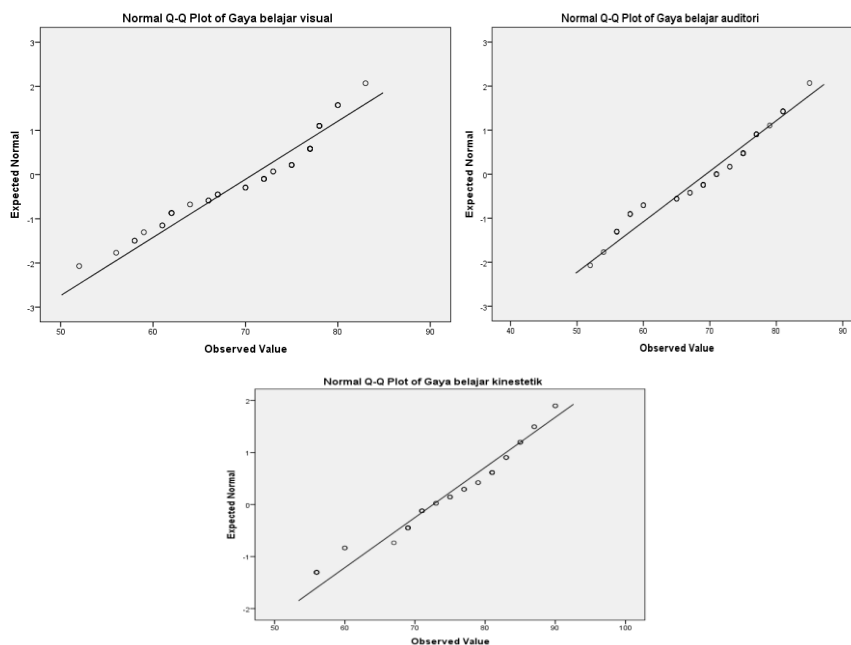 Normal Q-Q Plot of Gaya belajar visual
Expected Normal
3
2
1
0
-1
-2
-3
50 60 70 80 90
Observed Value
Normal Q-Q Plot of Gaya belajar auditori
Expected Normal
3
2
1
0
-1
-2
-3
40 50 60 70 80 90
Observed Value
Normal Q-Q Plot of Gaya belajar kinestetik
Expected Normal
2
1
0
-1
-2
50 60 70 80 90 100
Observed Value